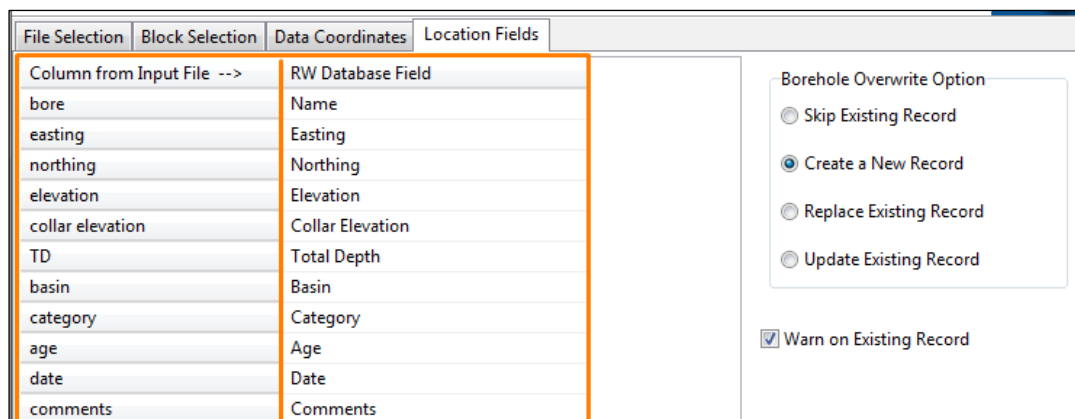 File Selection Block Selection Data Coordinates Location Fields
Column from Input File --> RW Database Field
bore Name
easting Easting
northing Northing
elevation Elevation
collar elevation Collar Elevation
TD Total Depth
basin Basin
category Category
age Age
date Date
comments Comments
Borehole Overwrite Option
Skip Existing Record
Create a New Record
Replace Existing Record
Update Existing Record
Warn on Existing Record